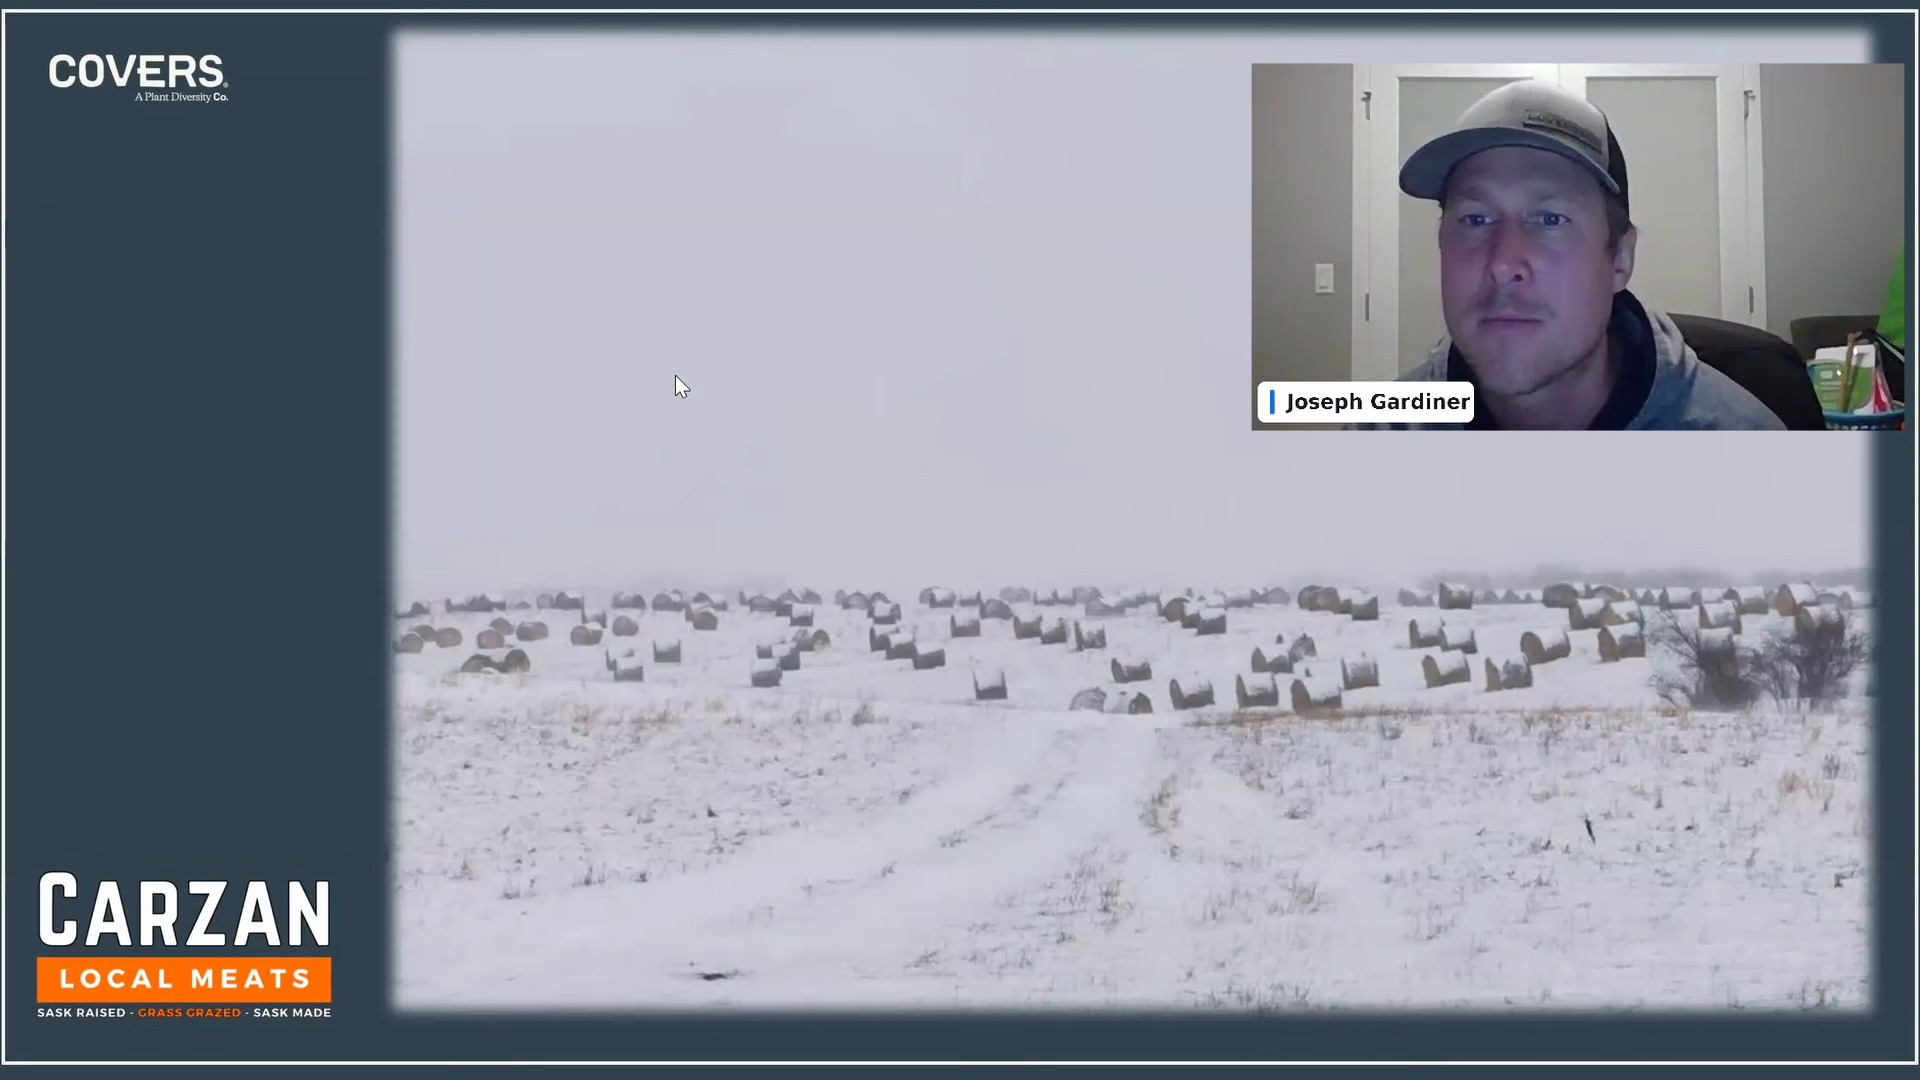 COVERS®
A Plant Diversity Co.
Joseph Gardiner
CARZAN
LOCAL MEATS
SASK RAISED - GRASS GRAZED - SASK MADE